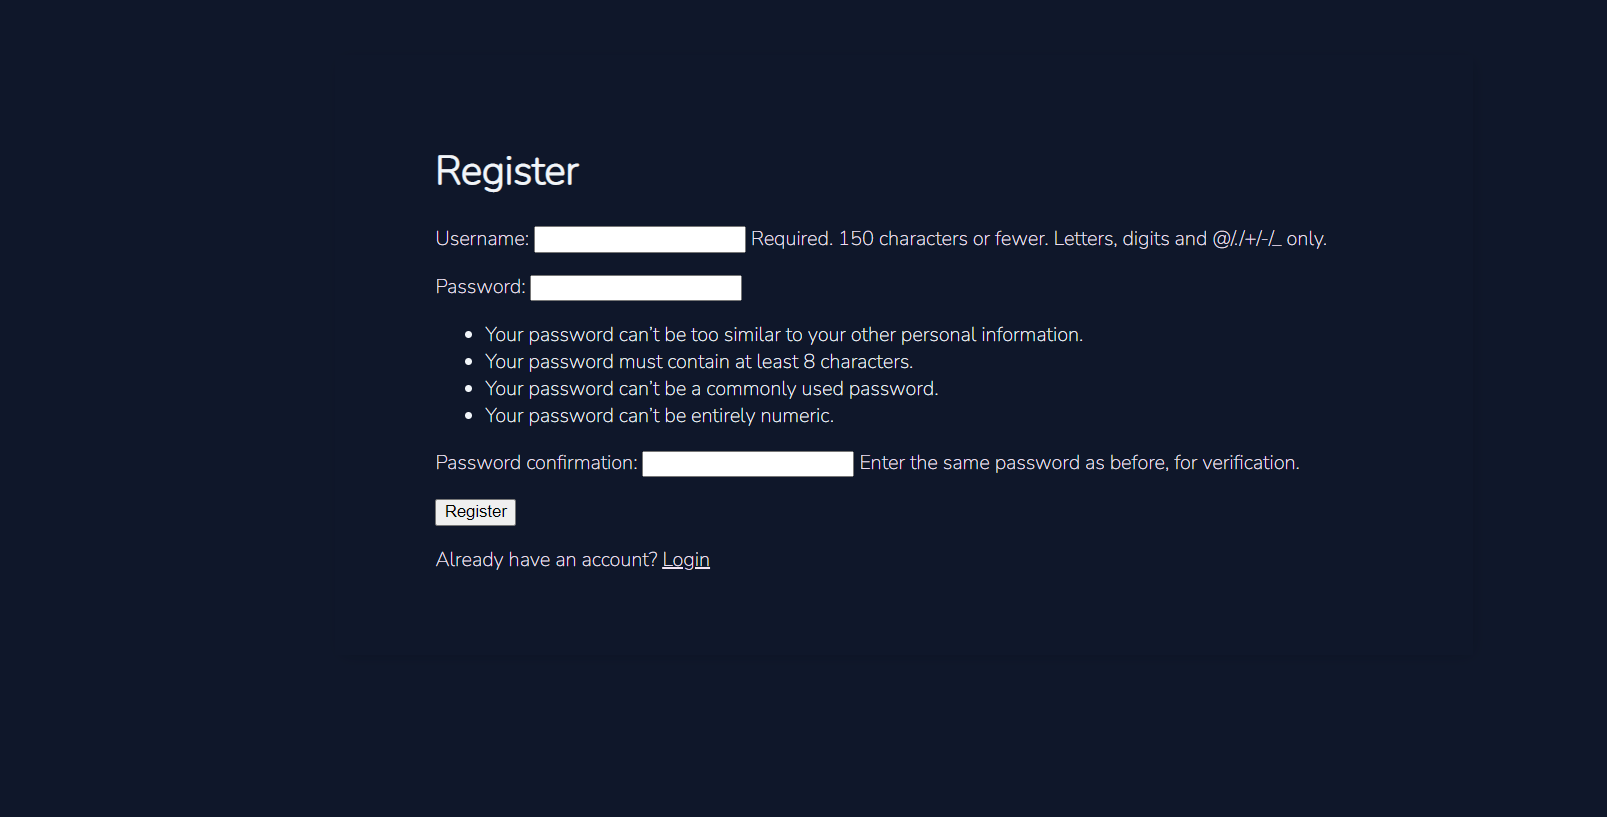 Register
Username: Required. 150 characters or fewer. Letters, digits and @/./+/-/_ only.
Password:
Your password can’t be too similar to your other personal information.
Your password must contain at least 8 characters.
Your password can’t be a commonly used password.
Your password can’t be entirely numeric.
Password confirmation: Enter the same password as before, for verification.
Register
Already have an account? Login